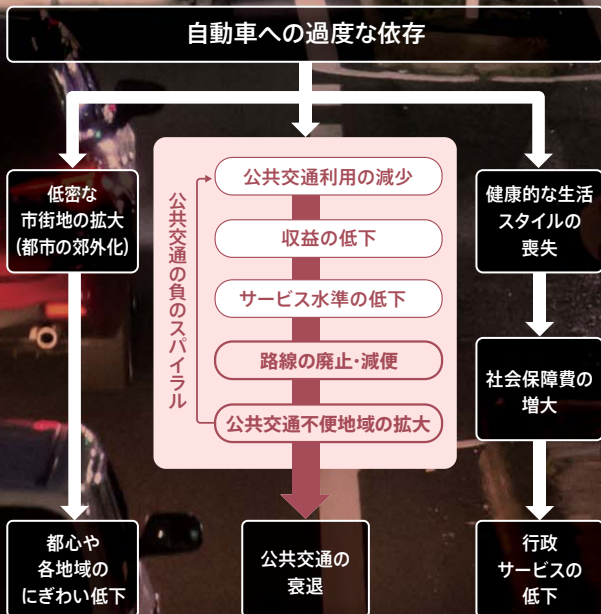 自動車への過度な依存
低密な
市街地の拡大
(都市の郊外化)
公共交通の負のスパイラル
公共交通利用の減少
収益の低下
サービス水準の低下
路線の廃止・減便
公共交通不便地域の拡大
健康的な生活
スタイルの
喪失
社会保障費の
増大
都心や
各地域の
にぎわい低下
公共交通の
衰退
行政
サービスの
低下